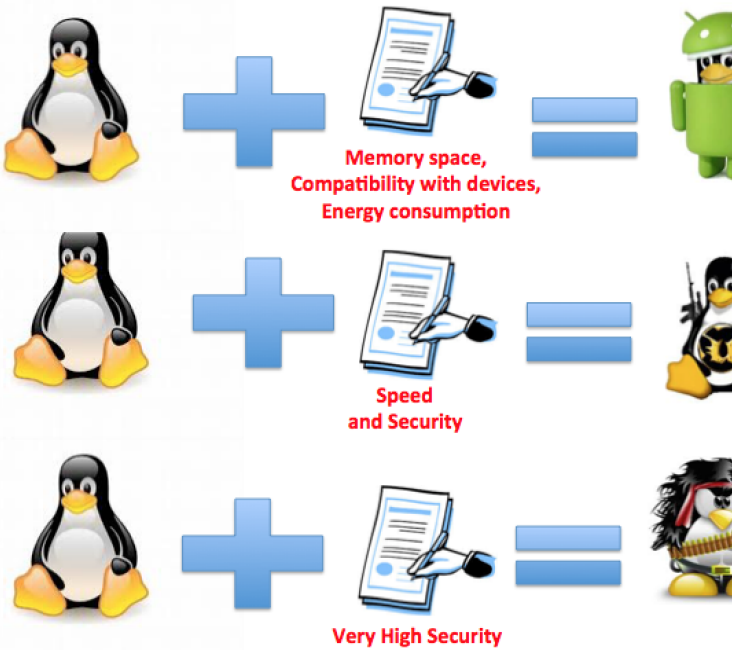 Memory space,
Compatibility with devices,
Energy consumption
Speed
and Security
Very High Security